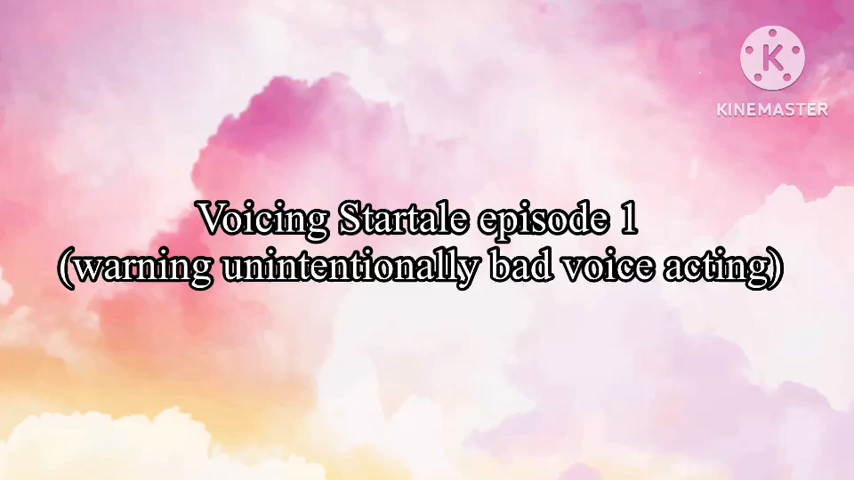 KINEMASTER
Voicing Startale episode 1
(warning unintentionally bad voice acting)